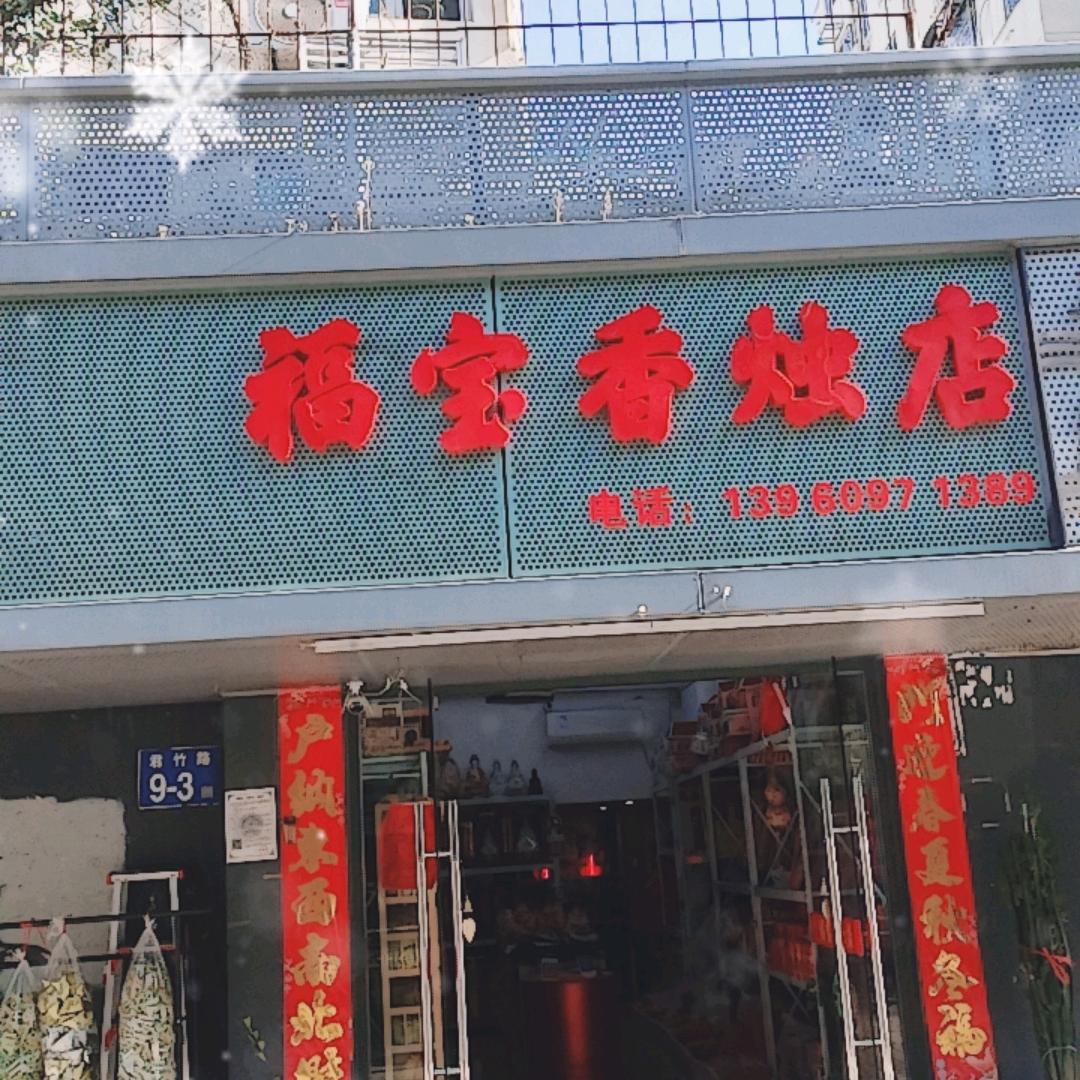 福宝香烛店
电话：139 6097 1389
君竹路
9-3
户纳东西南北财
门迎春夏秋冬福